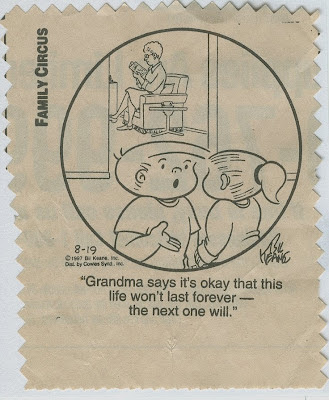 FAMILY CIRCUS
8-19
©1997 Bil Keane, Inc.
Dist. by Cowles Synd., Inc.
BIL
KEANE
"Grandma says it's okay that this
life won't last forever —
the next one will."